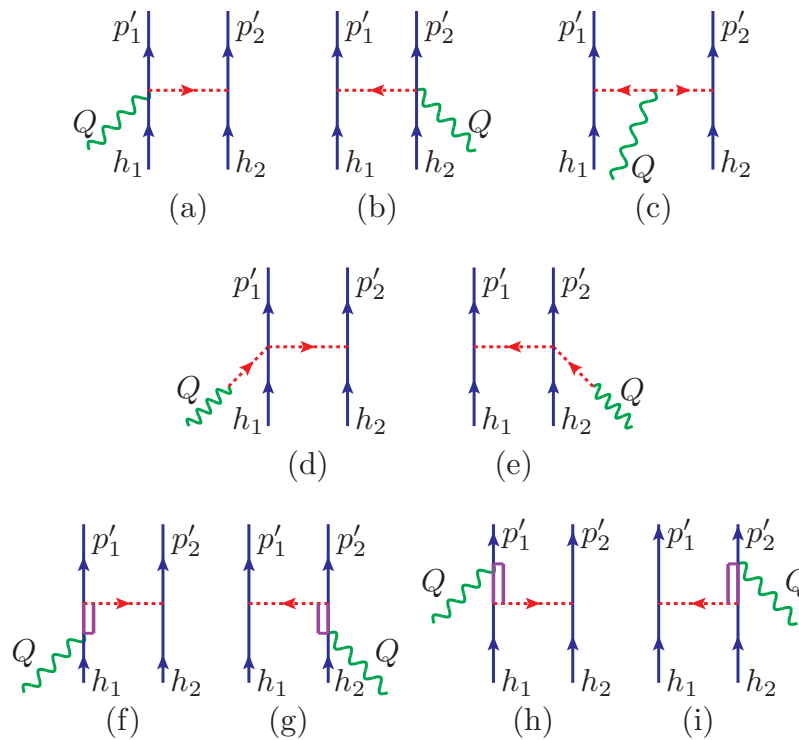 p′₁ p′₂ p′₁ p′₂ p′₁ p′₂
Q Q
h₁ h₂ h₁ h₂ h₁ Q h₂
(a) (b) (c)
p′₁ p′₂ p′₁ p′₂
Q Q
h₁ h₂ h₁ h₂
(d) (e)
p′₁ p′₂ p′₁ p′₂ p′₁ p′₂ p′₁ p′₂
Q Q
Q Q
h₁ h₂ h₁ h₂ h₁ h₂ h₁ h₂
(f) (g) (h) (i)